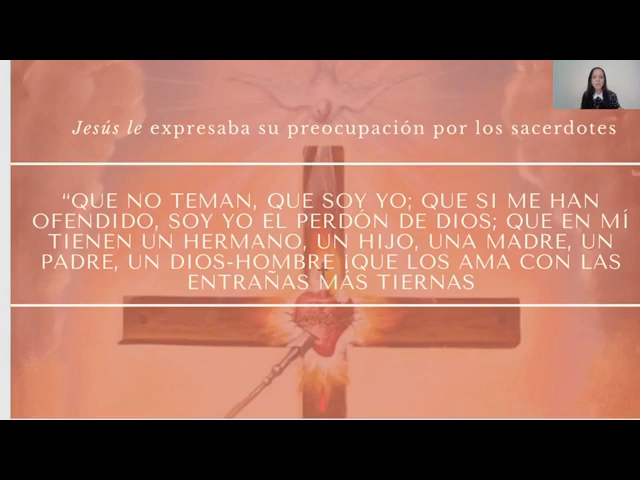 Jesús le expresaba su preocupación por los sacerdotes
“QUE NO TEMAN, QUE SOY YO; QUE SI ME HAN
OFENDIDO, SOY YO EL PERDÓN DE DIOS; QUE EN MÍ
TIENEN UN HERMANO, UN HIJO, UNA MADRE, UN
PADRE, UN DIOS-HOMBRE ¡QUE LOS AMA CON LAS
ENTRAÑAS MÁS TIERNAS